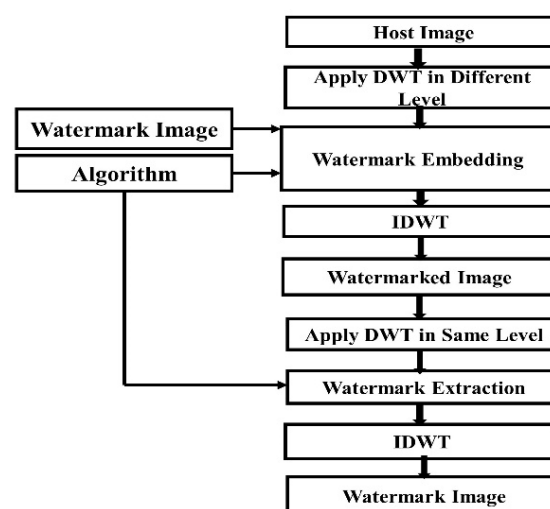 Host Image
Apply DWT in Different
Level
Watermark Image
Algorithm
Watermark Embedding
IDWT
Watermarked Image
Apply DWT in Same Level
Watermark Extraction
IDWT
Watermark Image